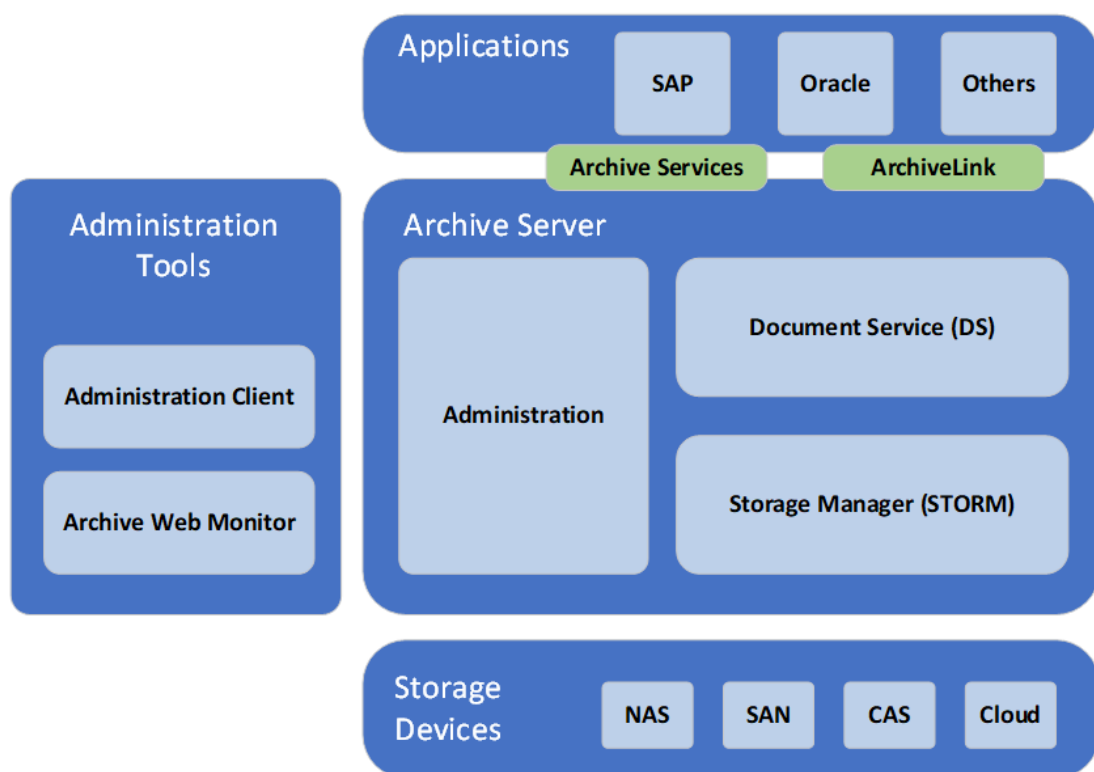 Applications
SAP
Oracle
Others
Archive Services
ArchiveLink
Administration
Tools
Administration Client
Archive Web Monitor
Archive Server
Administration
Document Service (DS)
Storage Manager (STORM)
Storage
Devices
NAS
SAN
CAS
Cloud